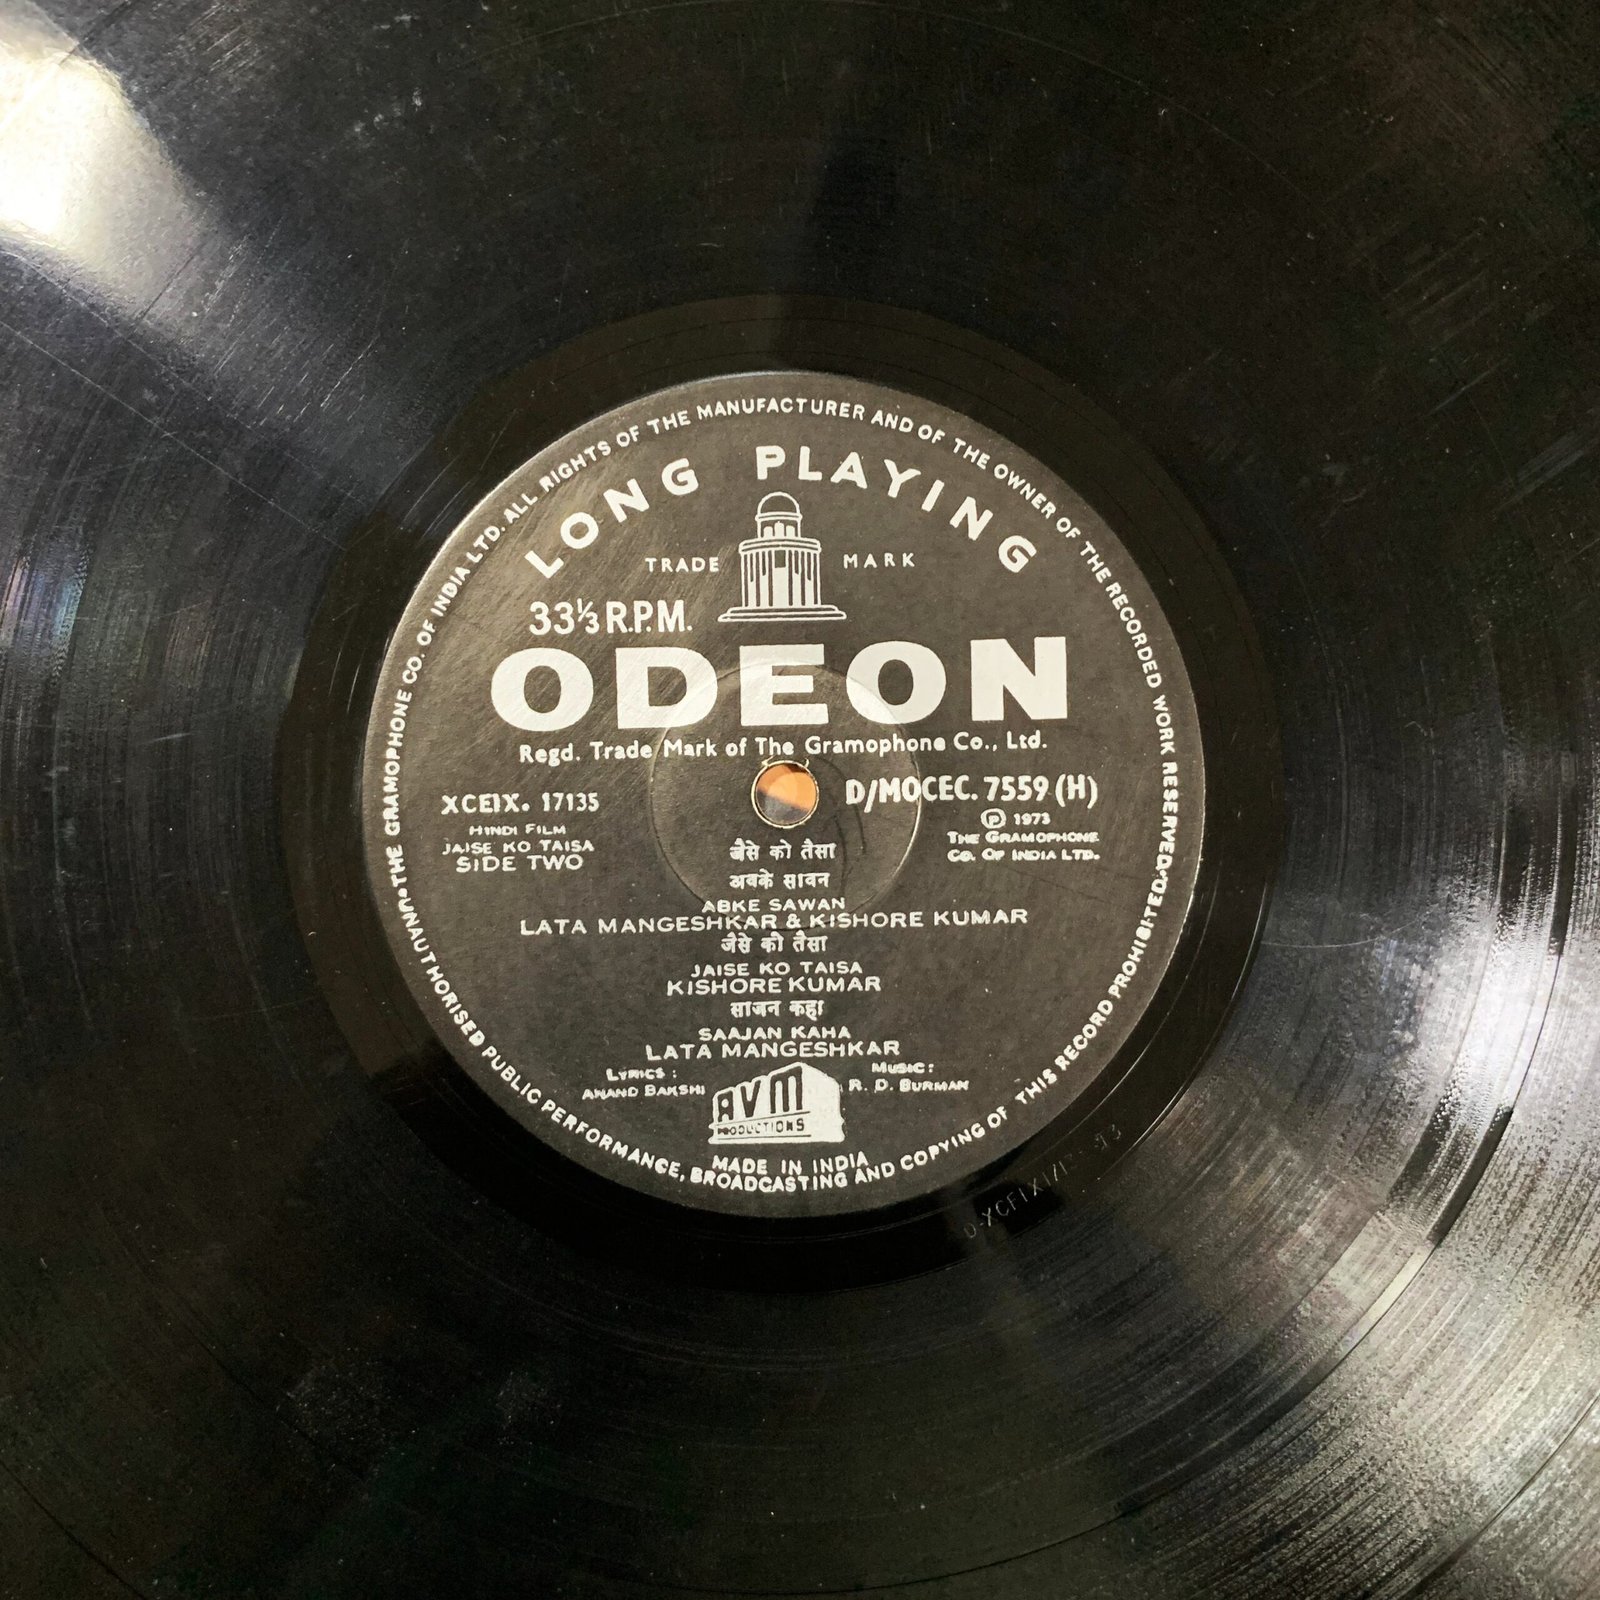 THE GRAMOPHONE CO. OF INDIA LTD. ALL RIGHTS OF THE MANUFACTURER AND OF THE OWNER OF THE RECORDED WORK RESERVED.
UNAUTHORISED PUBLIC PERFORMANCE, BROADCASTING AND COPYING OF THIS RECORD PROHIBITED.
LONG PLAYING
TRADE MARK
33⅓ R.P.M.
ODEON
Regd. Trade Mark of The Gramophone Co., Ltd.
XCEIX. 17135
HINDI FILM
JAISE KO TAISA
SIDE TWO
D/MOCEC. 7559 (H)
Ⓟ 1973
THE GRAMOPHONE
CO. OF INDIA LTD.
जैसे को तैसा
अबके सावन
ABKE SAWAN
LATA MANGESHKAR & KISHORE KUMAR
जैसे को तैसा
JAISE KO TAISA
KISHORE KUMAR
साजन कहा
SAAJAN KAHA
LATA MANGESHKAR
LYRICS :
ANAND BAKSHI
MUSIC :
R. D. BURMAN
AVM
PRODUCTIONS
MADE IN INDIA